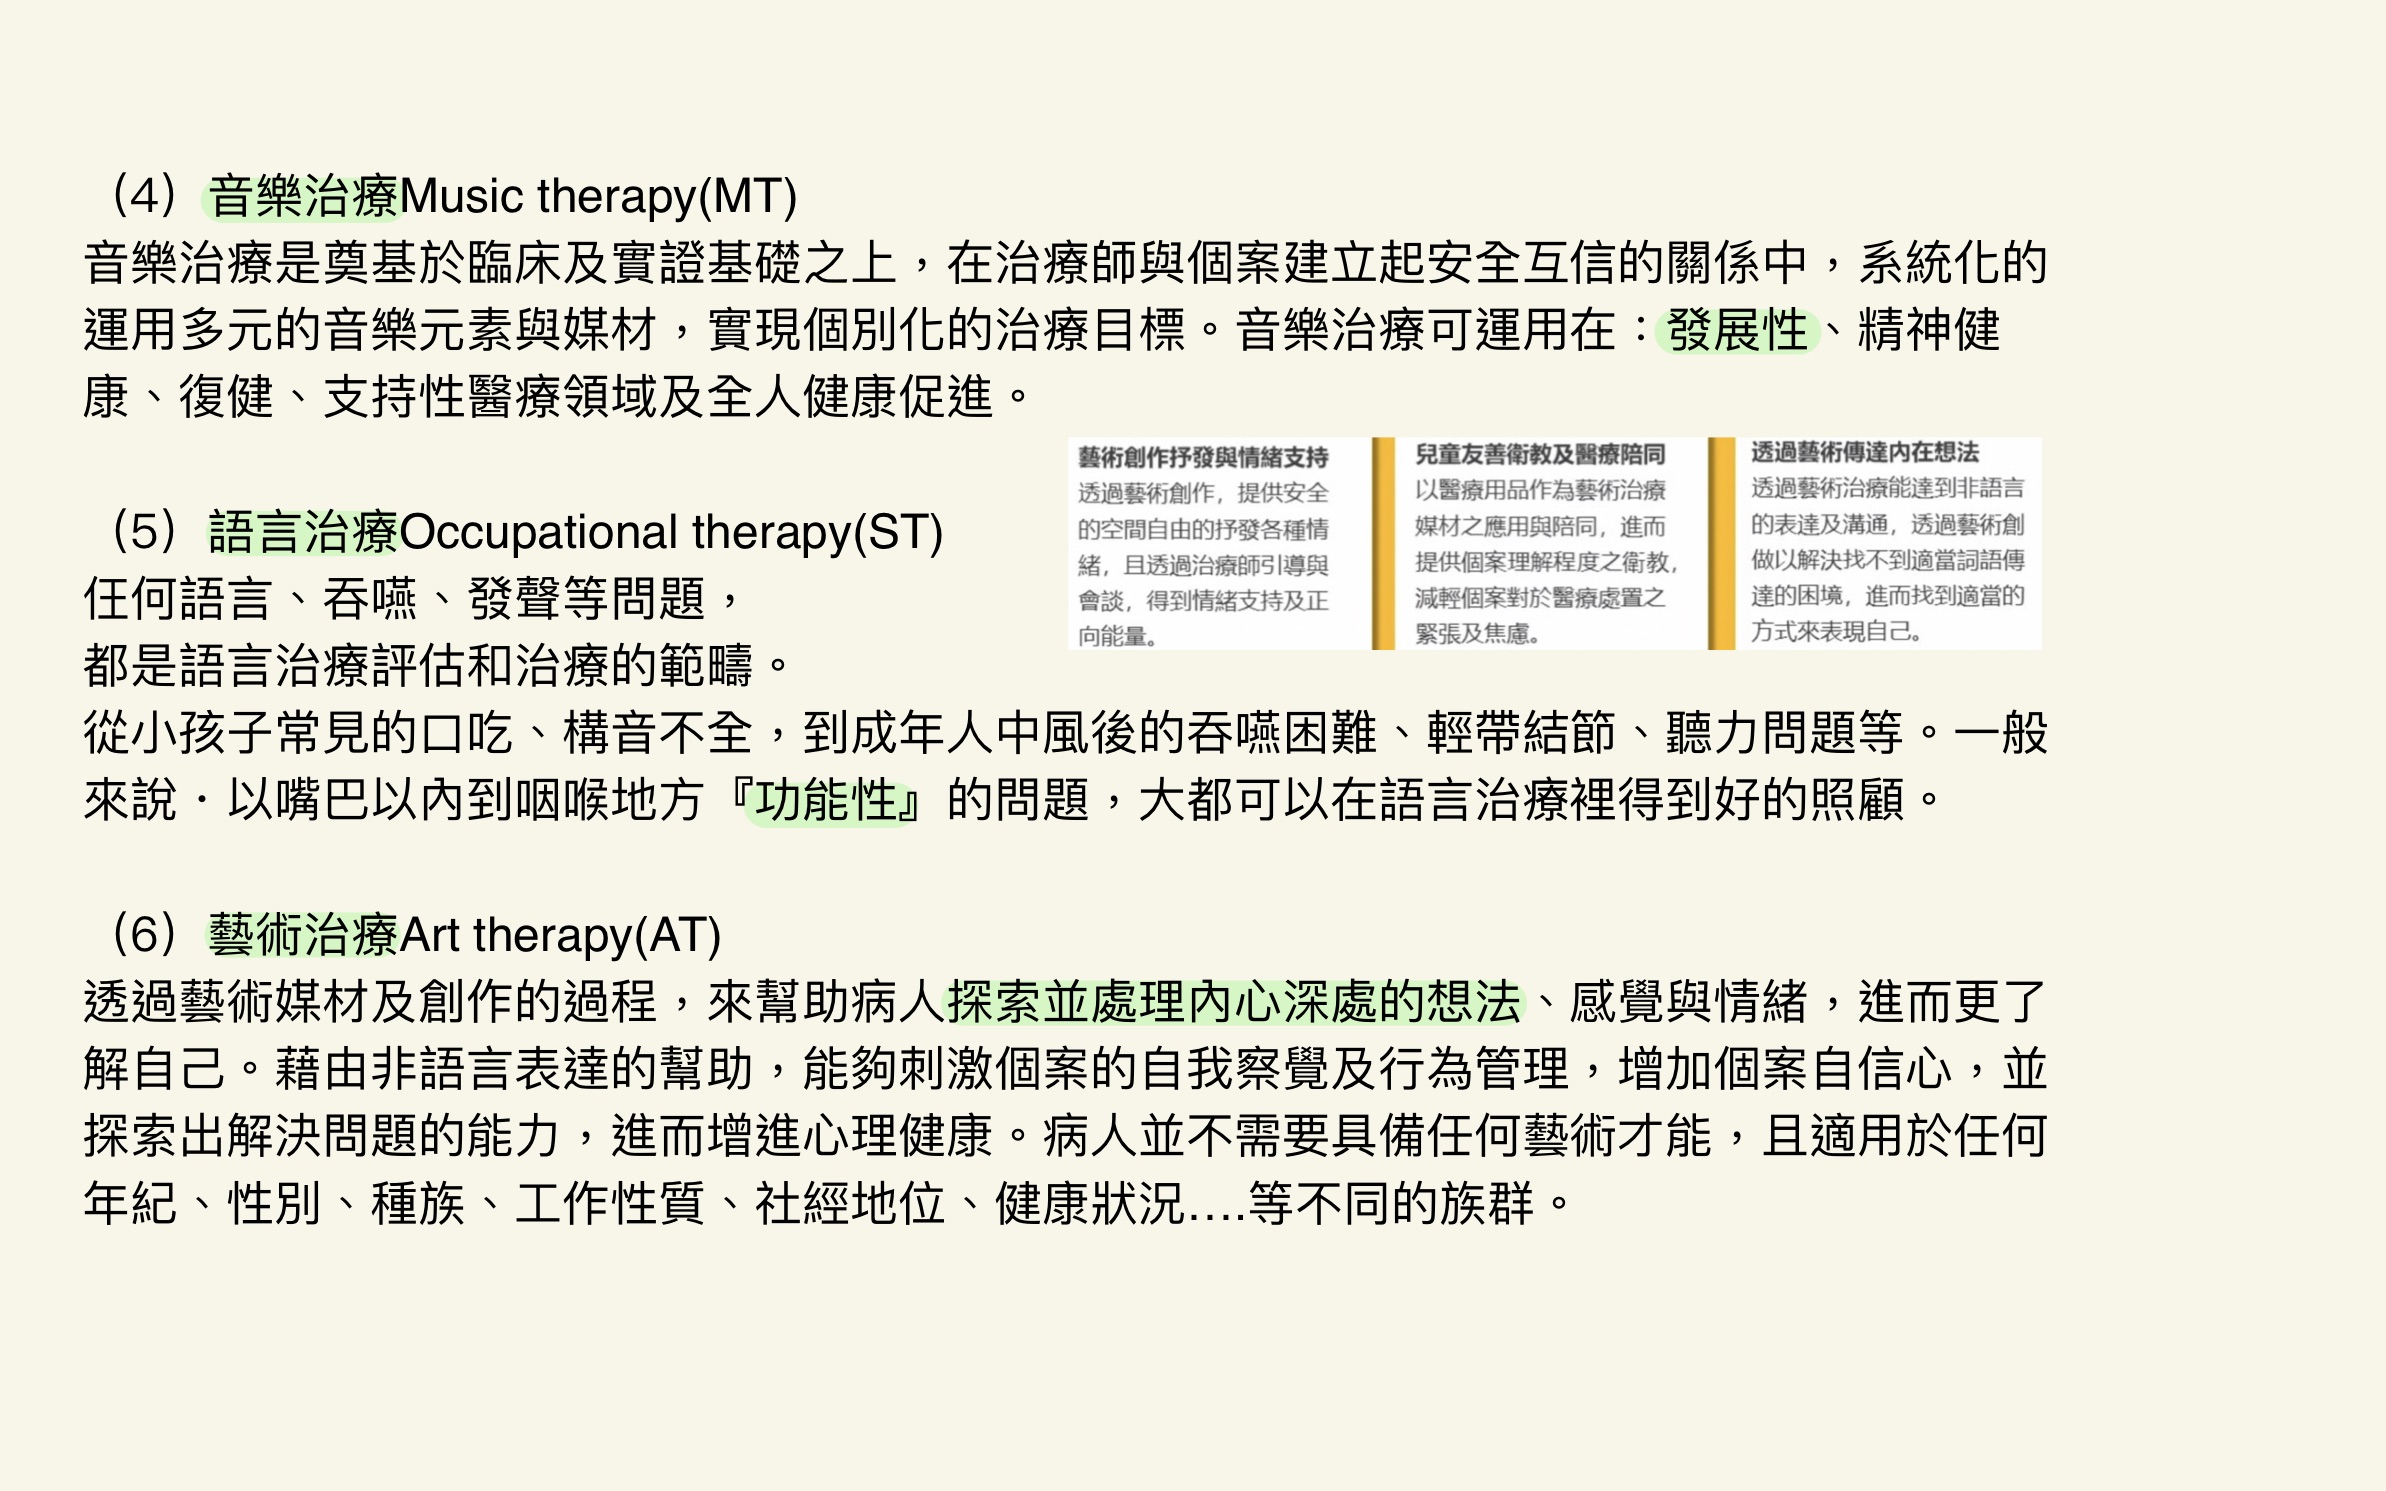 （4）音樂治療Music therapy(MT)
音樂治療是奠基於臨床及實證基礎之上，在治療師與個案建立起安全互信的關係中，系統化的
運用多元的音樂元素與媒材，實現個別化的治療目標。音樂治療可運用在：發展性、精神健
康、復健、支持性醫療領域及全人健康促進。
藝術創作抒發與情緒支持
透過藝術創作，提供安全
的空間自由的抒發各種情
緒，且透過治療師引導與
會談，得到情緒支持及正
向能量。
兒童友善衛教及醫療陪同
以醫療用品作為藝術治療
媒材之應用與陪同，進而
提供個案理解程度之衛教，
減輕個案對於醫療處置之
緊張及焦慮。
透過藝術傳達內在想法
透過藝術治療能達到非語言
的表達及溝通，透過藝術創
做以解決找不到適當詞語傳
達的困境，進而找到適當的
方式來表現自己。
（5）語言治療Occupational therapy(ST)
任何語言、吞嚥、發聲等問題，
都是語言治療評估和治療的範疇。
從小孩子常見的口吃、構音不全，到成年人中風後的吞嚥困難、輕帶結節、聽力問題等。一般
來說．以嘴巴以內到咽喉地方『功能性』的問題，大都可以在語言治療裡得到好的照顧。
（6）藝術治療Art therapy(AT)
透過藝術媒材及創作的過程，來幫助病人探索並處理內心深處的想法、感覺與情緒，進而更了
解自己。藉由非語言表達的幫助，能夠刺激個案的自我察覺及行為管理，增加個案自信心，並
探索出解決問題的能力，進而增進心理健康。病人並不需要具備任何藝術才能，且適用於任何
年紀、性別、種族、工作性質、社經地位、健康狀況....等不同的族群。